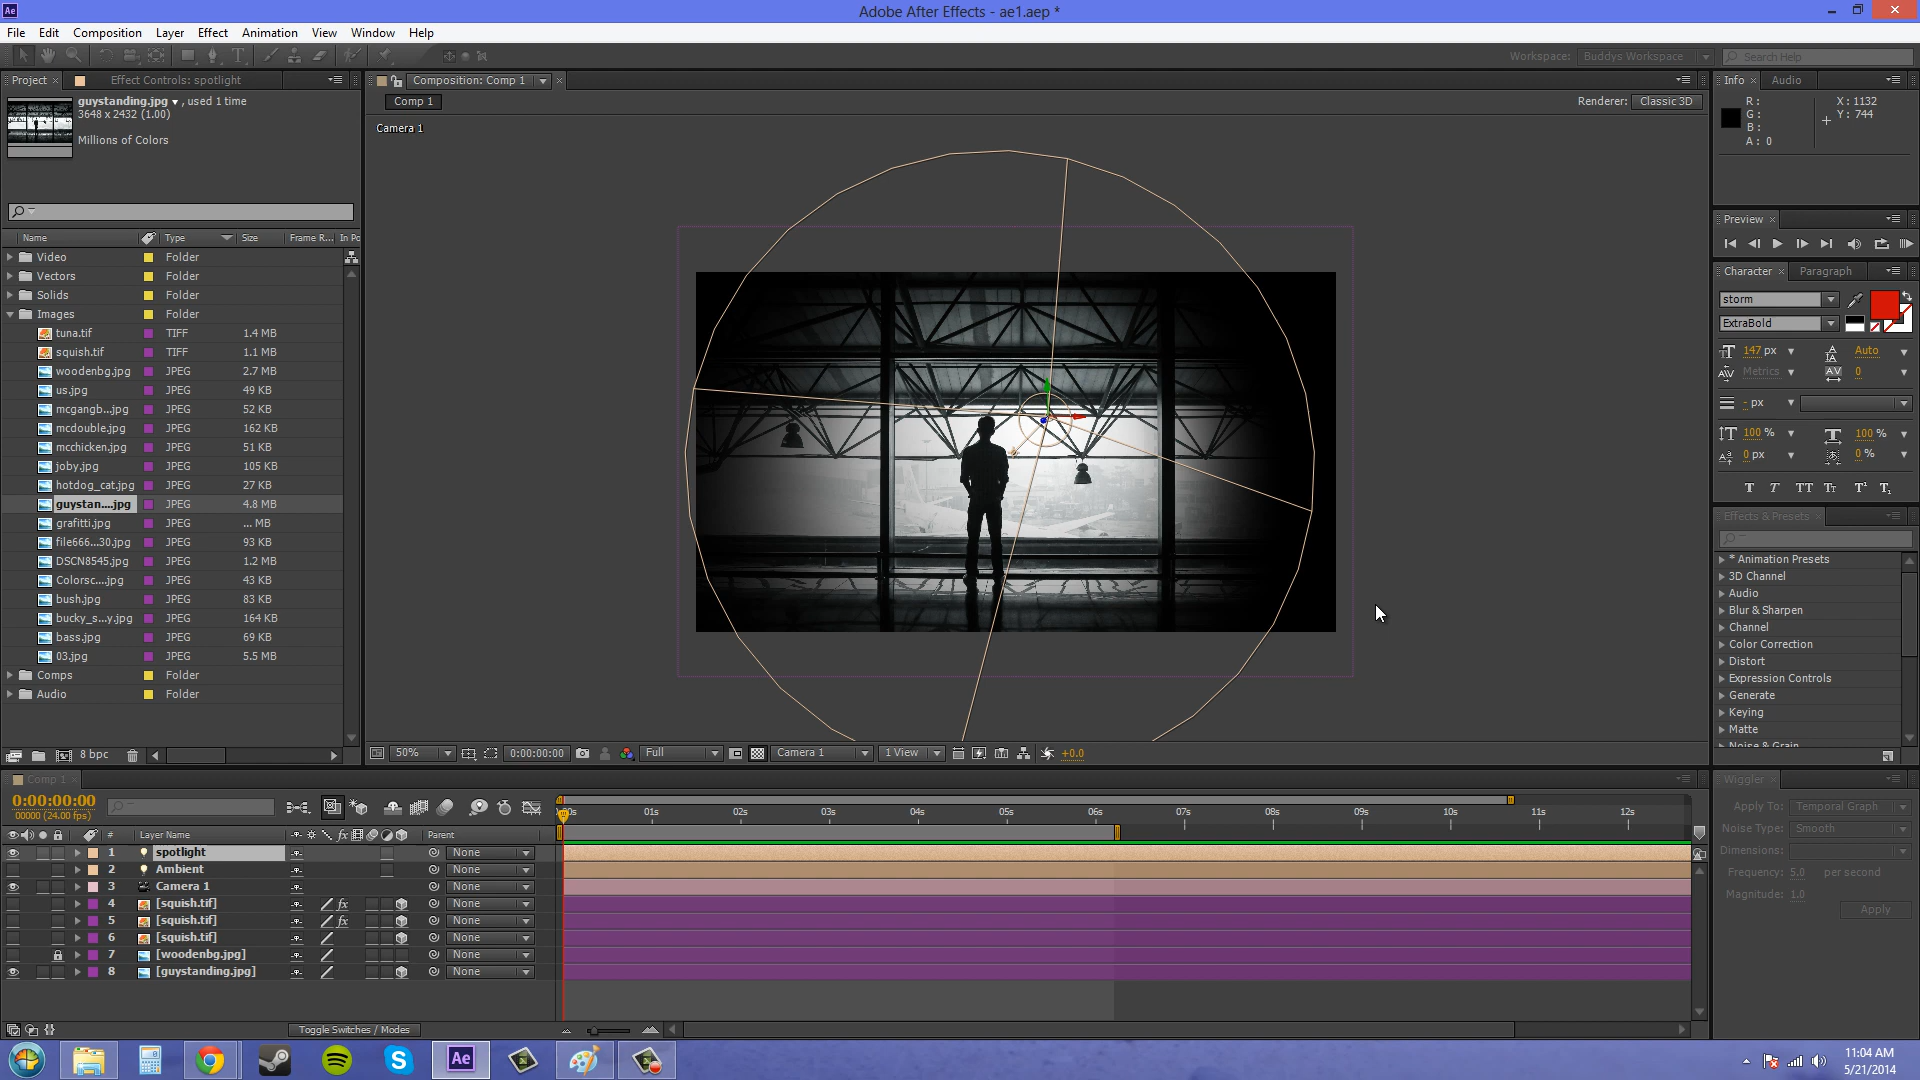 Ae
Adobe After Effects - ae1.aep *
File Edit Composition Layer Effect Animation View Window Help
Workspace: Buddys Workspace
Search Help
Project
Effect Controls: spotlight
guystanding.jpg , used 1 time
3648 x 2432 (1.00)
Millions of Colors
Name Type Size Frame R... In Po
Video Folder
Vectors Folder
Solids Folder
Images Folder
tuna.tif TIFF 1.4 MB
squish.tif TIFF 1.1 MB
woodenbg.jpg JPEG 2.7 MB
us.jpg JPEG 49 KB
mcgangb...jpg JPEG 52 KB
mcdouble.jpg JPEG 162 KB
mcchicken.jpg JPEG 51 KB
joby.jpg JPEG 105 KB
hotdog_cat.jpg JPEG 27 KB
guystan....jpg JPEG 4.8 MB
grafitti.jpg JPEG ... MB
file666...30.jpg JPEG 93 KB
DSCN8545.jpg JPEG 1.2 MB
Colorsc....jpg JPEG 43 KB
bush.jpg JPEG 83 KB
bucky_s...y.jpg JPEG 164 KB
bass.jpg JPEG 69 KB
03.jpg JPEG 5.5 MB
Comps Folder
Audio Folder
8 bpc
Composition: Comp 1
Comp 1
Renderer: Classic 3D
Camera 1
50% 0:00:00:00 Full Camera 1 1 View +0.0
Info Audio
R: X: 1132
G: Y: 744
B:
A: 0
Preview
Character Paragraph
storm
ExtraBold
147 px Auto
Metrics 0
- px
100 % 100 %
0 px 0 %
T T TT Tt T¹ T₁
Effects & Presets
* Animation Presets
3D Channel
Audio
Blur & Sharpen
Channel
Color Correction
Distort
Expression Controls
Generate
Keying
Matte
Noise & Grain
Comp 1
0:00:00:00
00000 (24.00 fps)
00s 01s 02s 03s 04s 05s 06s 07s 08s 09s 10s 11s 12s
# Layer Name fx Parent
1 spotlight None
2 Ambient None
3 Camera 1 None
4 [squish.tif] fx None
5 [squish.tif] fx None
6 [squish.tif] None
7 [woodenbg.jpg] None
8 [guystanding.jpg] None
Toggle Switches / Modes
Wiggler
Apply To: Temporal Graph
Noise Type: Smooth
Dimensions:
Frequency: 5.0 per second
Magnitude: 1.0
Apply
Ae
11:04 AM
5/21/2014